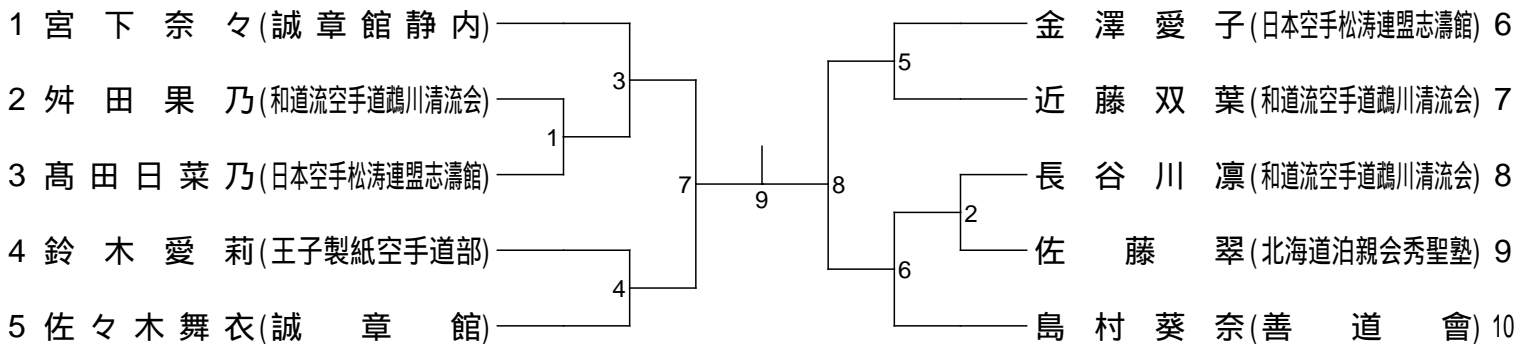 1 宮下奈々(誠章館静内)
2 舛田果乃(和道流空手道鵡川清流会)
3 髙田日菜乃(日本空手松涛連盟志濤館)
4 鈴木愛莉(王子製紙空手道部)
5 佐々木舞衣(誠章館)
3
1
7
4
9
金澤愛子(日本空手松涛連盟志濤館) 6
近藤双葉(和道流空手道鵡川清流会) 7
長谷川凛(和道流空手道鵡川清流会) 8
佐藤翠(北海道泊親会秀聖塾) 9
島村葵奈(善道會) 10
5
8
2
6